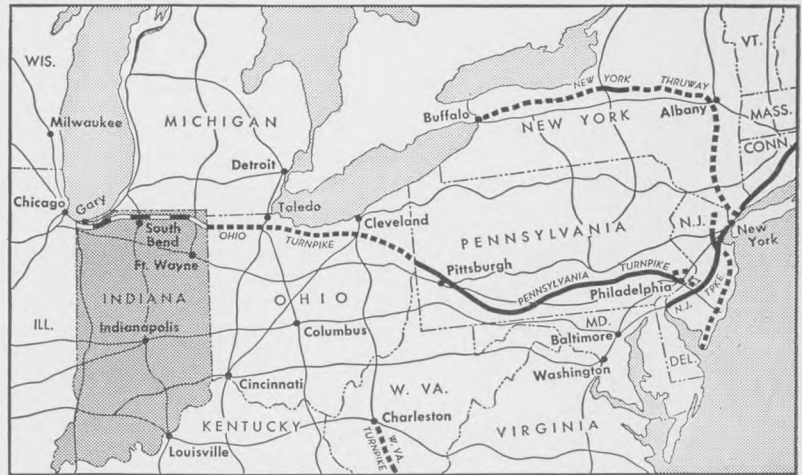 WIS.
VT.
NEW YORK THRUWAY
Milwaukee
MICHIGAN
Buffalo
Albany
MASS.
NEW YORK
CONN.
Detroit
Chicago
Gary
Toledo
Cleveland
N.J.
South
Bend
OHIO TURNPIKE
PENNSYLVANIA
New
York
Ft. Wayne
Pittsburgh
PENNSYLVANIA TURNPIKE
INDIANA
OHIO
Philadelphia
N.J. TPKE
ILL.
Indianapolis
Columbus
MD.
Baltimore
DEL.
Washington
Cincinnati
W. VA.
KENTUCKY
Charleston
VIRGINIA
W. VA.
TURNPIKE
Louisville